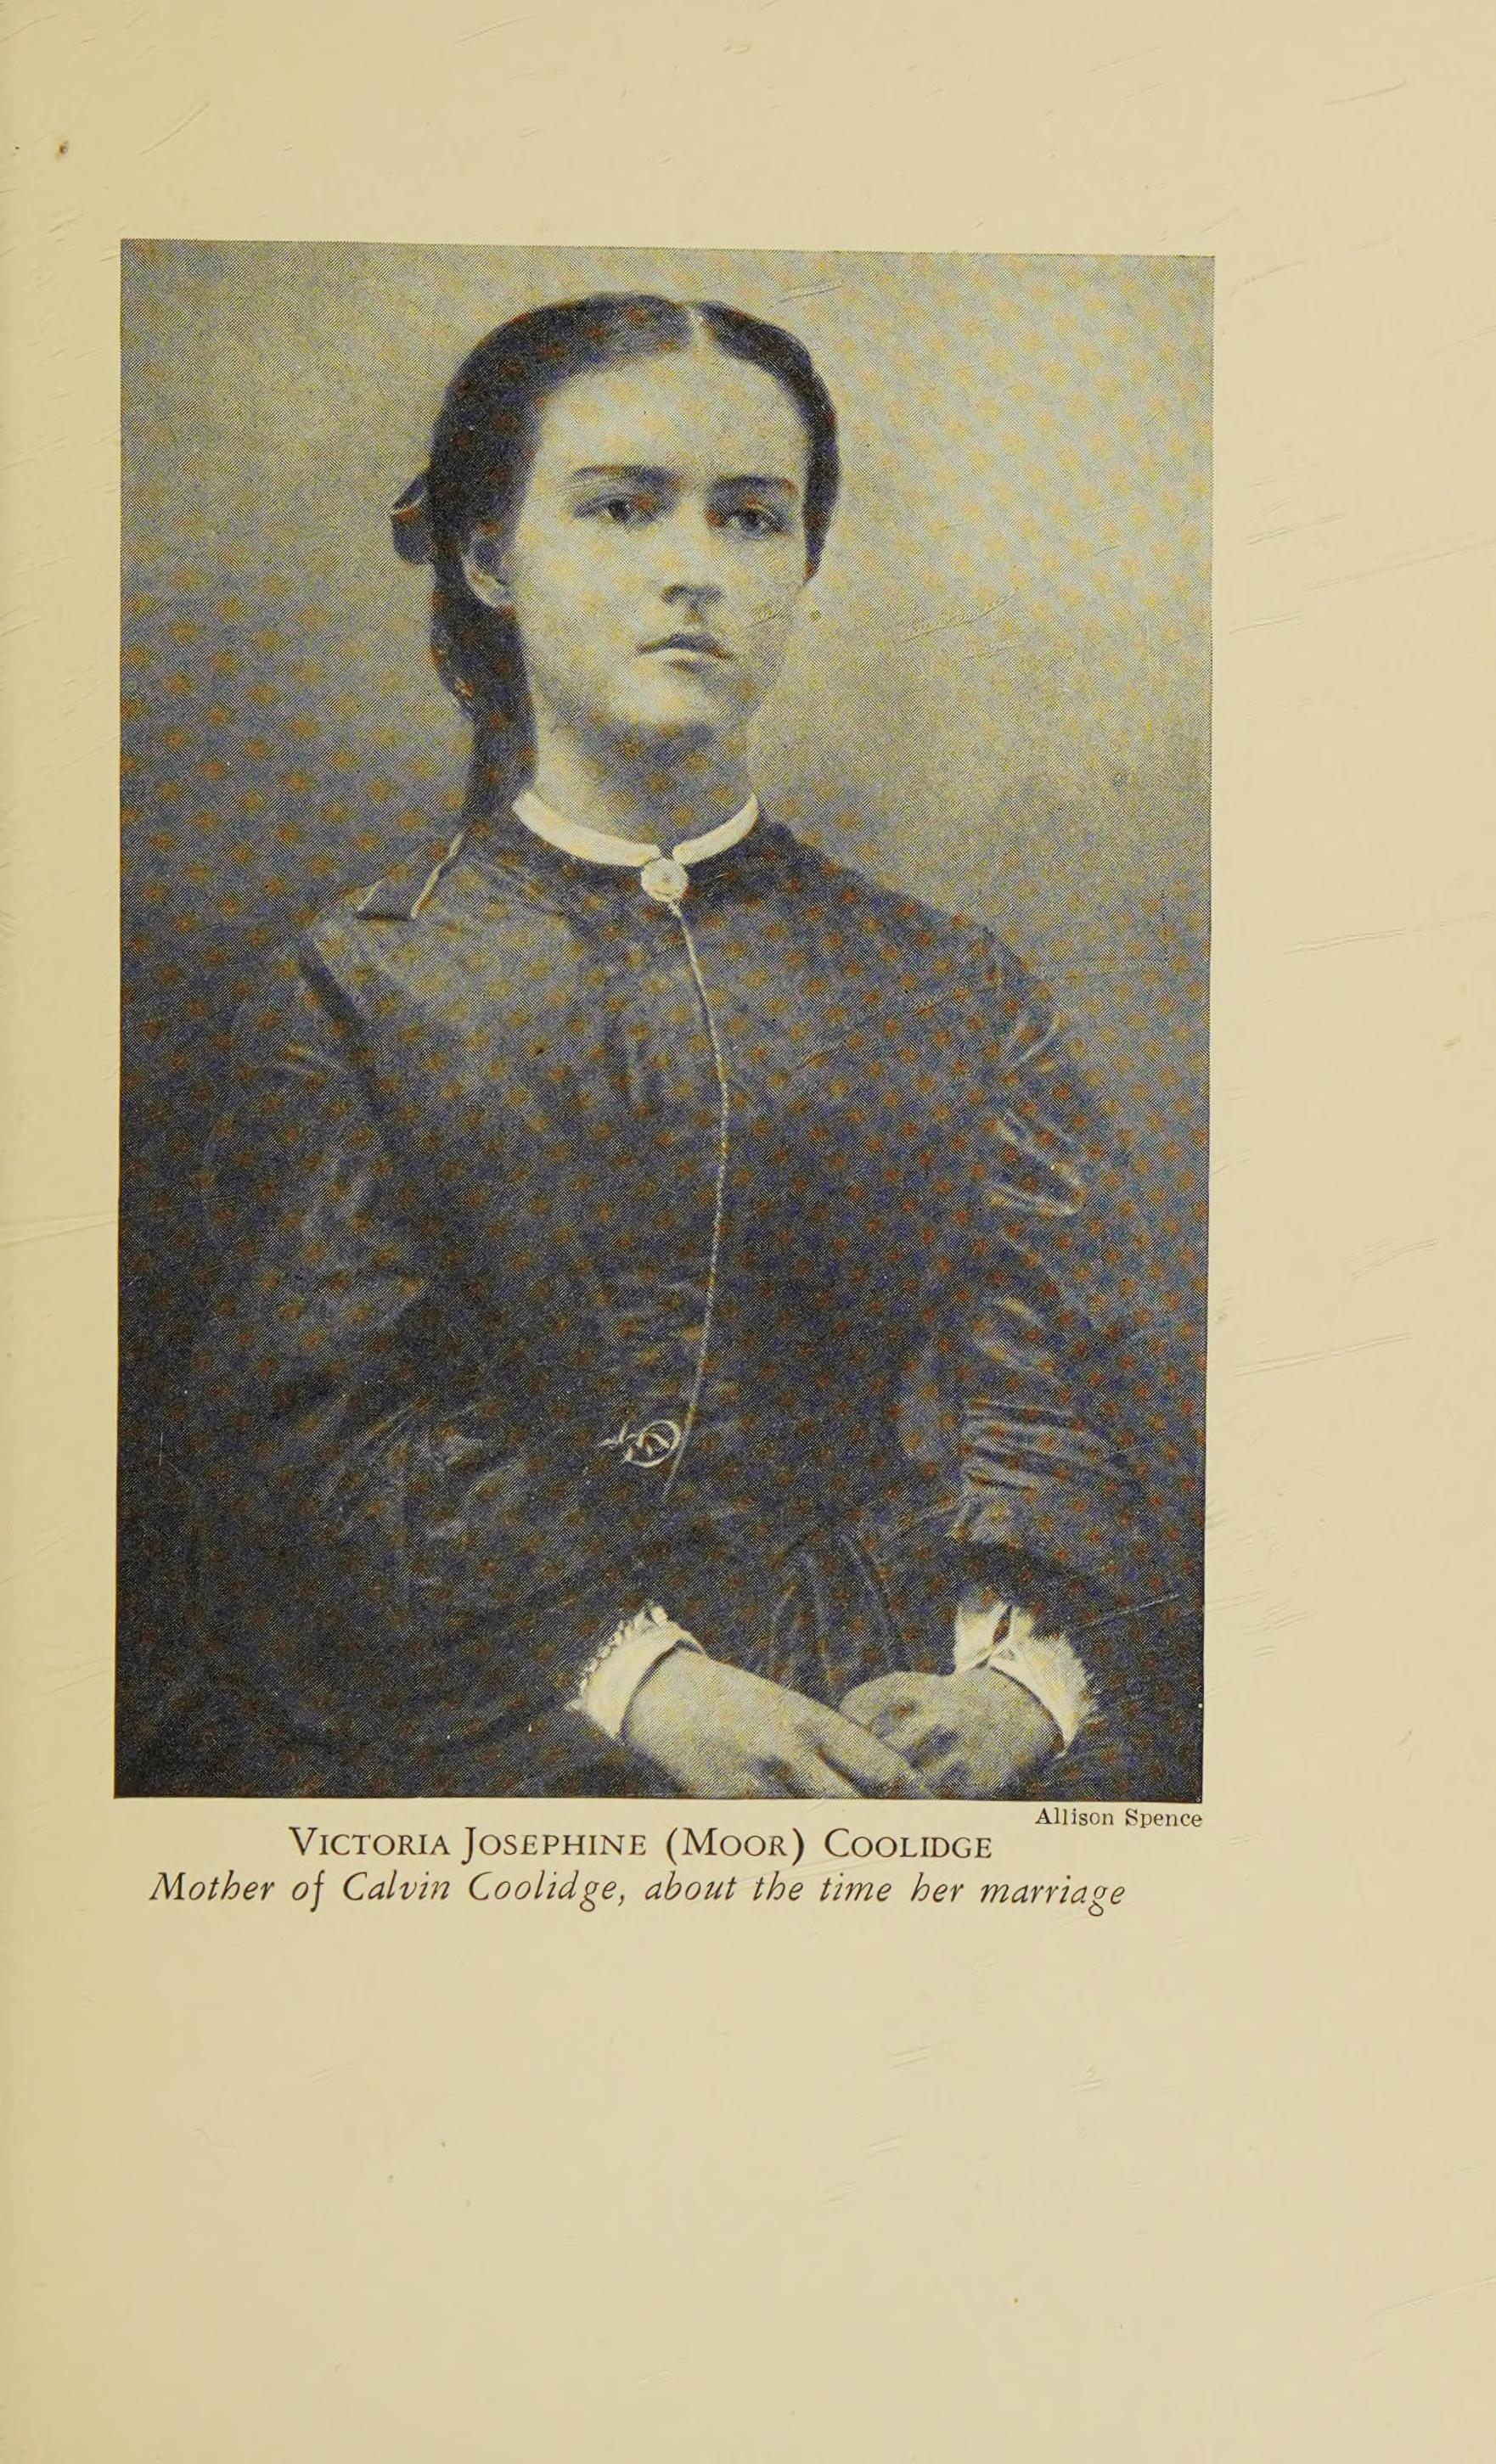 Allison Spence
VICTORIA JOSEPHINE (MOOR) COOLIDGE
Mother of Calvin Coolidge, about the time her marriage